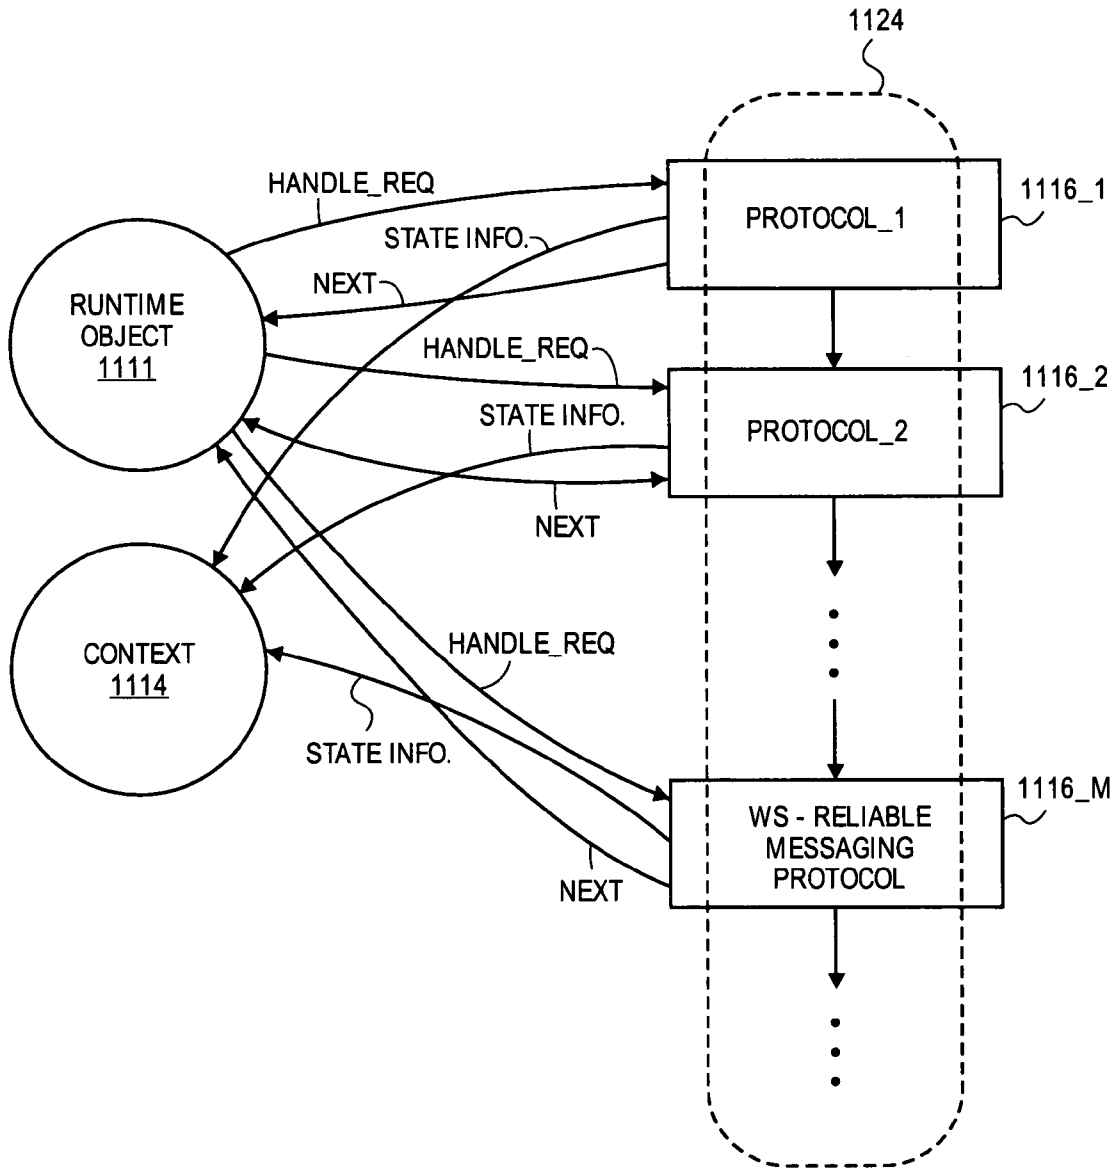 1124
HANDLE_REQ
1116_1
STATE INFO.
PROTOCOL_1
NEXT
RUNTIME
OBJECT
1111
HANDLE_REQ
1116_2
STATE INFO.
PROTOCOL_2
NEXT
CONTEXT
1114
HANDLE_REQ
STATE INFO.
1116_M
WS - RELIABLE
MESSAGING
PROTOCOL
NEXT